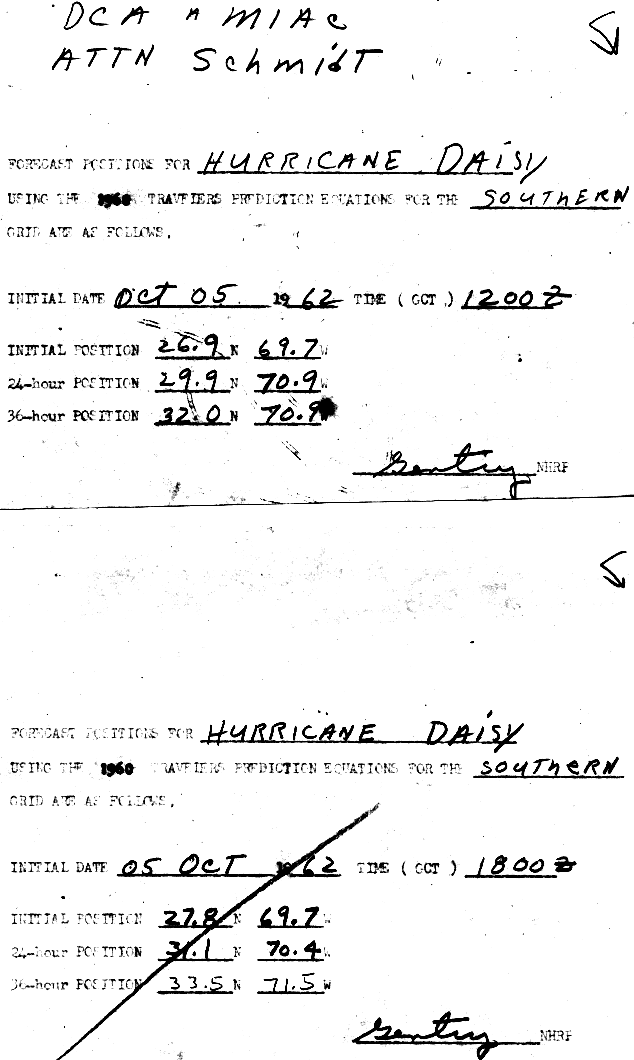 DCA " MIAC
ATTN Schmidt
FORECAST POSITIONS FOR HURRICANE DAISY
USING THE 1960 TRAVELERS PREDICTION EQUATIONS FOR THE SOUTHERN
GRID ARE AS FOLLOWS.
INITIAL DATE OCT 05 1962 TIME ( GCT ) 1200Z
INITIAL POSITION 26.9 N 69.7 W
24-hour POSITION 29.9 N 70.9 W
36-hour POSITION 32.0 N 70.9
Gentry NHRP
FORECAST POSITIONS FOR HURRICANE DAISY
USING THE 1960 TRAVELERS PREDICTION EQUATIONS FOR THE SOUTHERN
GRID ARE AS FOLLOWS.
INITIAL DATE 05 OCT 1962 TIME ( GCT ) 1800Z
INITIAL POSITION 27.8 N 69.7 W
24-hour POSITION 31.1 N 70.4 W
36-hour POSITION 33.5 N 71.5 W
Gentry NHRP